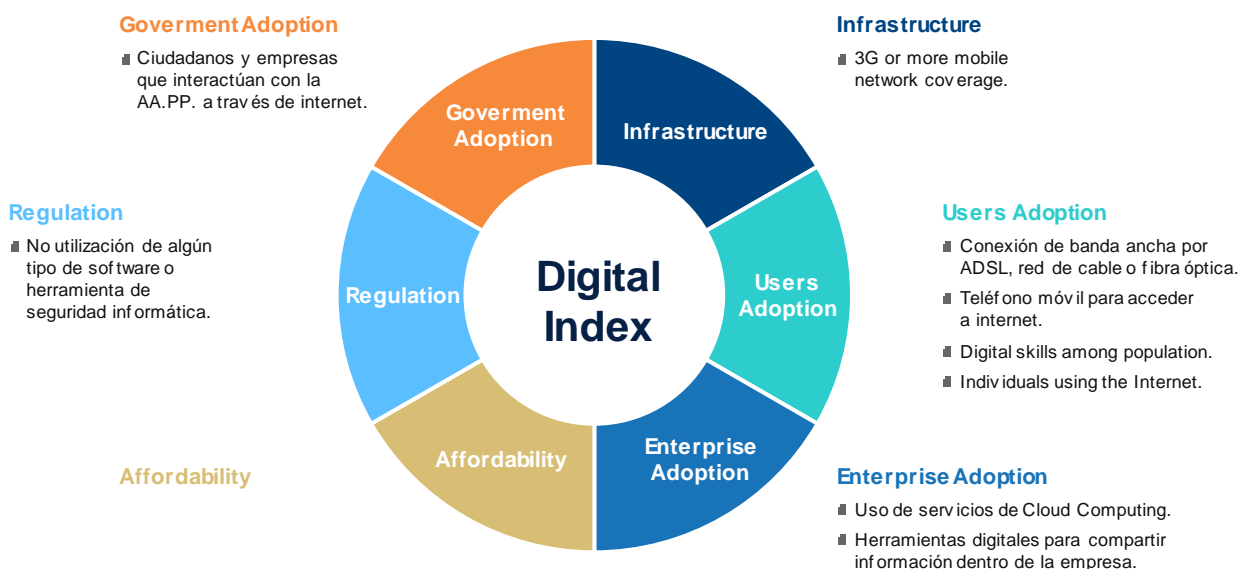 Goverment Adoption
Ciudadanos y empresas
que interactúan con la
AA.PP. a través de internet.
Infrastructure
3G or more mobile
network coverage.
Goverment
Adoption
Infrastructure
Regulation
No utilización de algún
tipo de software o
herramienta de
seguridad informática.
Regulation
Digital
Index
Users
Adoption
Users Adoption
Conexión de banda ancha por
ADSL, red de cable o fibra óptica.
Teléfono móvil para acceder
a internet.
Digital skills among population.
Individuals using the Internet.
Affordability
Affordability
Enterprise
Adoption
Enterprise Adoption
Uso de servicios de Cloud Computing.
Herramientas digitales para compartir
información dentro de la empresa.